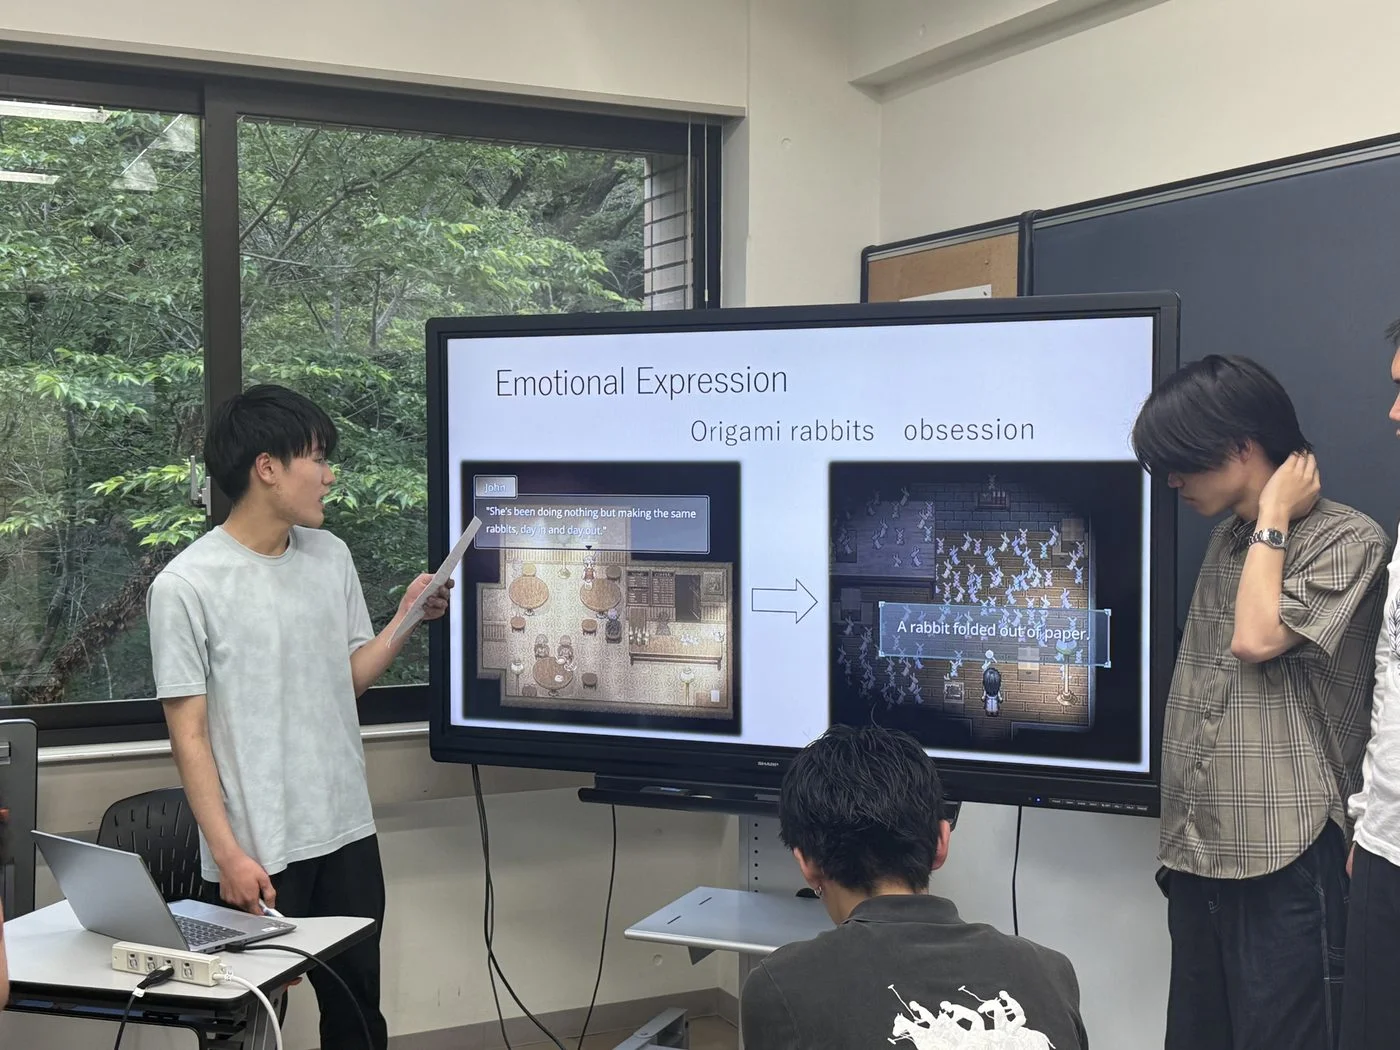 Emotional Expression
Origami rabbits obsession
John
"She's been doing nothing but making the same
rabbits, day in and day out."
A rabbit folded out of paper.
SHARP